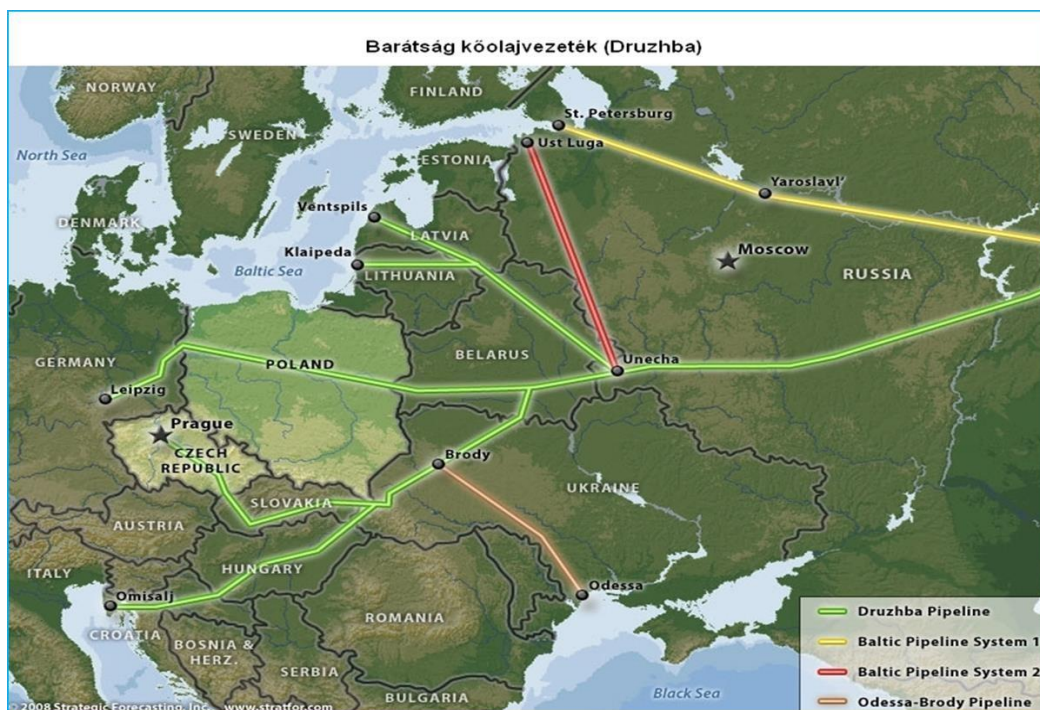 Barátság kőolajvezeték (Druzhba)
NORWAY
FINLAND
St. Petersburg
SWEDEN
Ust Luga
North Sea
ESTONIA
Yaroslavl'
Ventspils
DENMARK
LATVIA
Klaipeda
Moscow
Baltic Sea
LITHUANIA
RUSSIA
GERMANY
POLAND
BELARUS
Unecha
Leipzig
Prague
CZECH
REPUBLIC
Brody
SLOVAKIA
UKRAINE
AUSTRIA
ITALY
HUNGARY
Omisalj
Odessa
CROATIA
ROMANIA
BOSNIA &
HERZ.
SERBIA
BULGARIA
Black Sea
Druzhba Pipeline
Baltic Pipeline System 1
Baltic Pipeline System 2
Odessa-Brody Pipeline
© 2008 Strategic Forecasting, Inc. www.stratfor.com